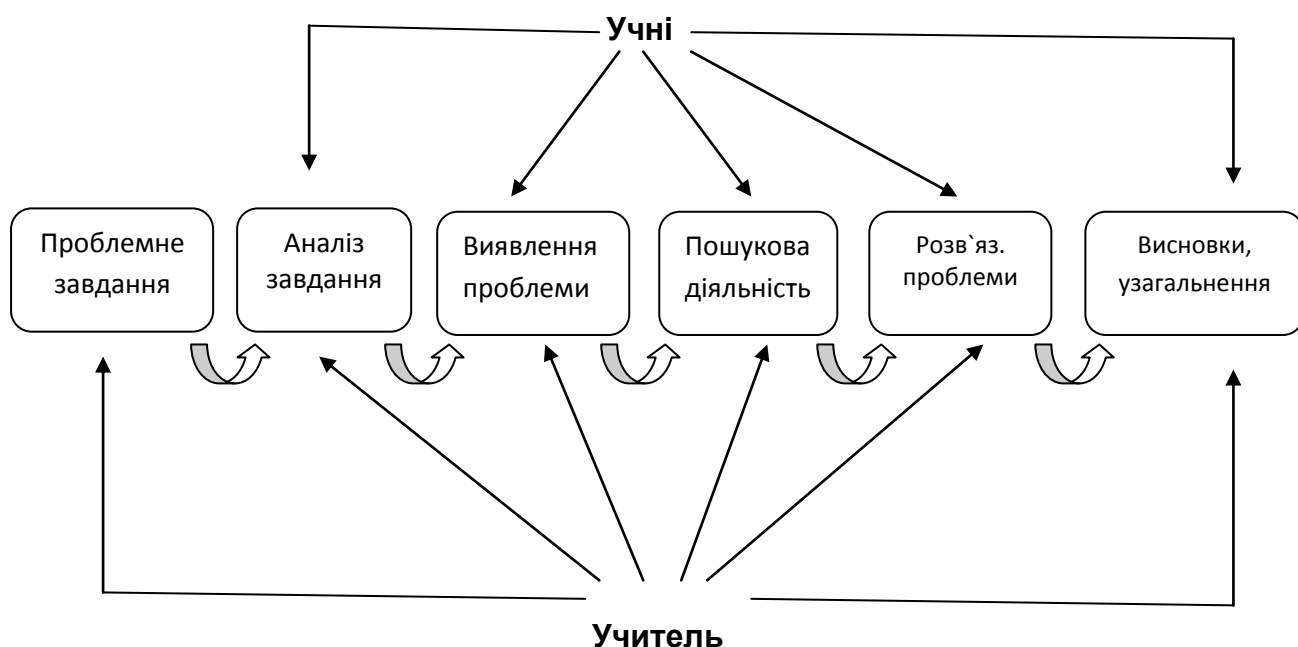 Учні
Проблемне
завдання
Аналіз
завдання
Виявлення
проблеми
Пошукова
діяльність
Розв`яз.
проблеми
Висновки,
узагальнення
Учитель